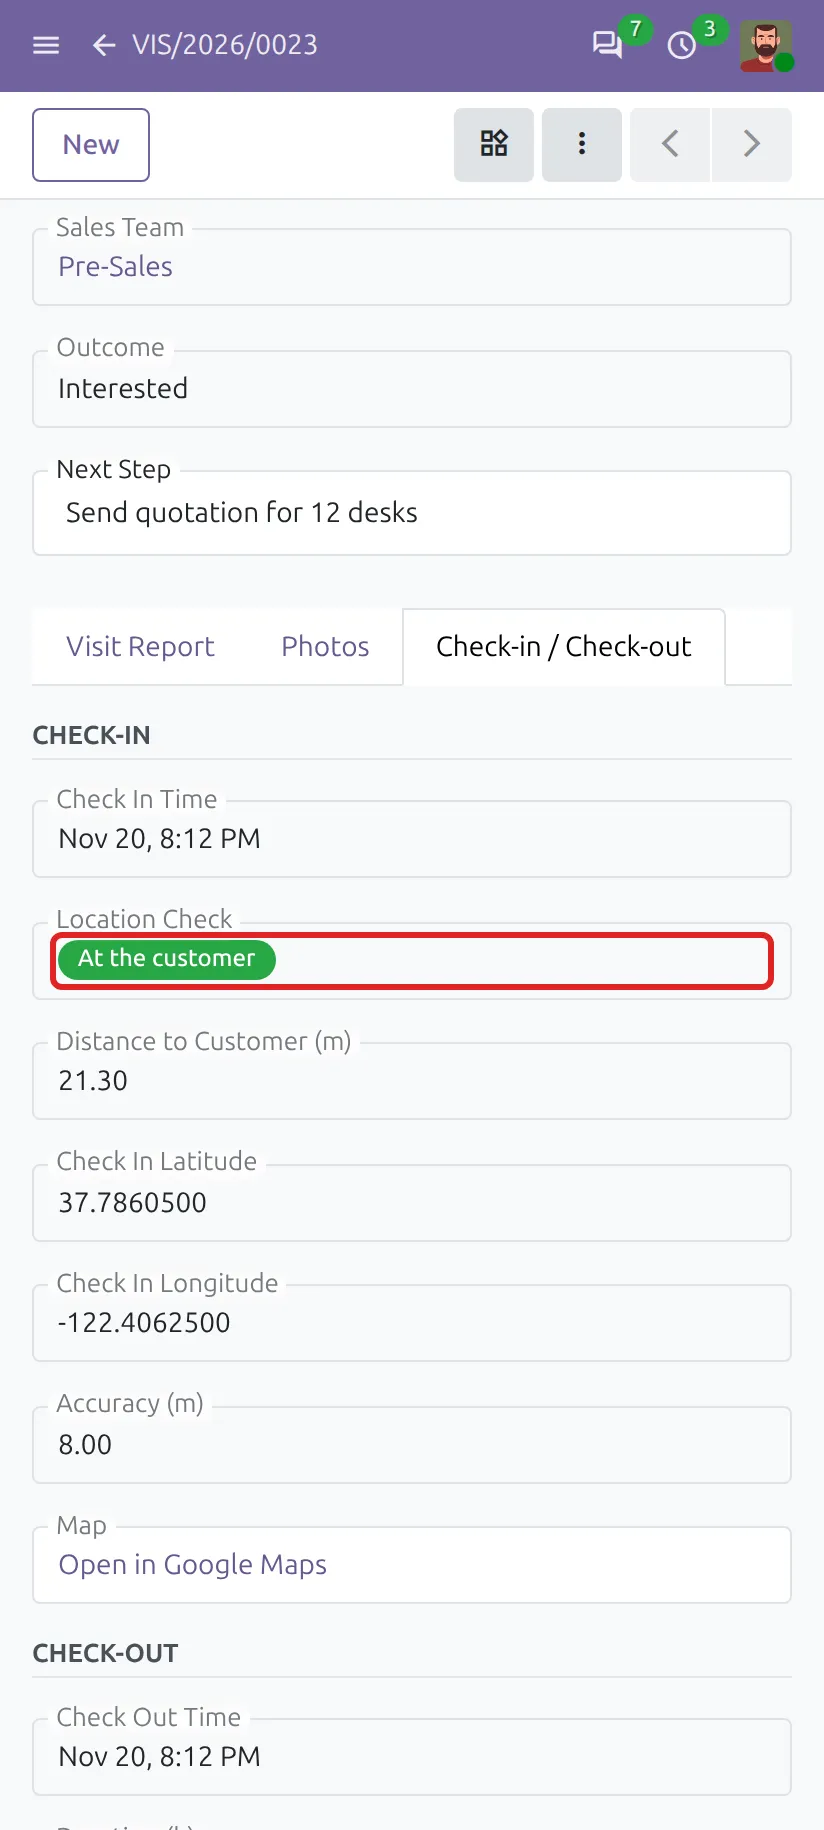 VIS/2026/0023
7
3
New
Sales Team
Pre-Sales
Outcome
Interested
Next Step
Send quotation for 12 desks
Visit Report
Photos
Check-in / Check-out
CHECK-IN
Check In Time
Nov 20, 8:12 PM
Location Check
At the customer
Distance to Customer (m)
21.30
Check In Latitude
37.7860500
Check In Longitude
-122.4062500
Accuracy (m)
8.00
Map
Open in Google Maps
CHECK-OUT
Check Out Time
Nov 20, 8:12 PM